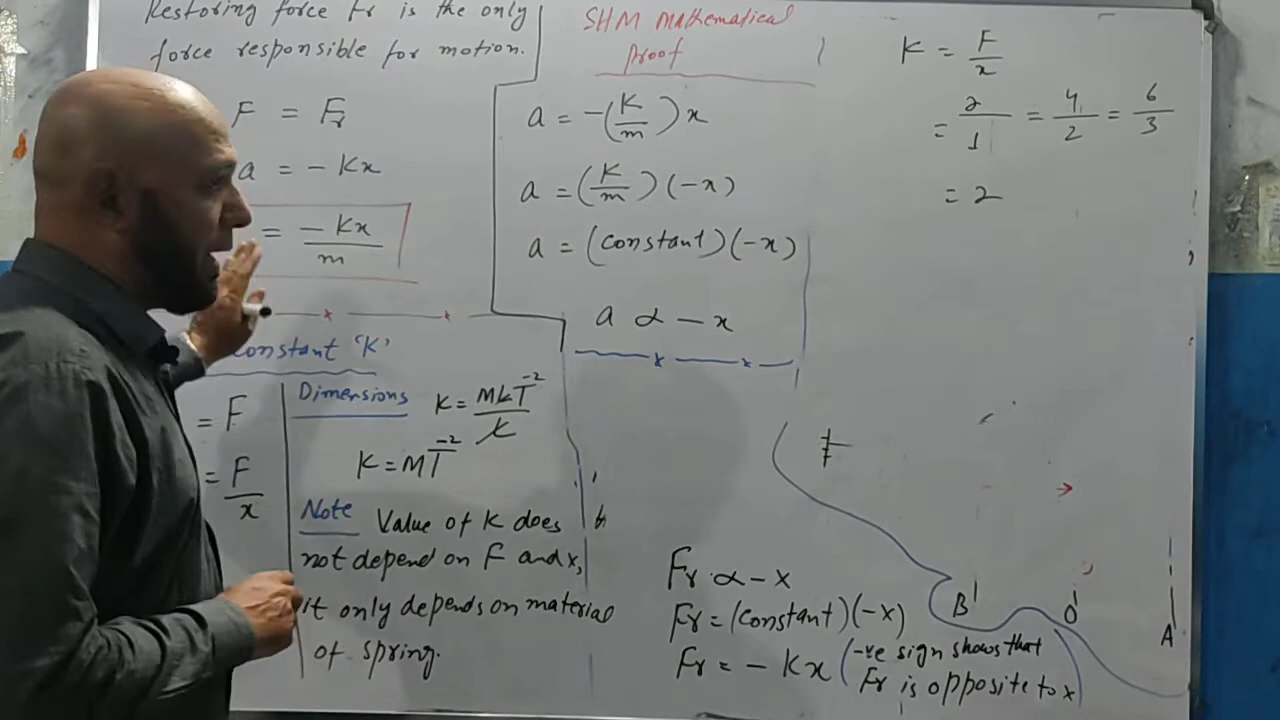 Restoring force Fr is the only
force responsible for motion.
F = Fr
a = - Kx
= -Kx/m
constant 'K'
= F
= F/x
Dimensions K = MLT⁻²/L
K = MT⁻²
Note Value of K does
not depend on F and x,
it only depends on material
of spring.
SHM mathematical
Proof
a = -(K/m)x
a = (K/m)(-x)
a = (constant)(-x)
a α - x
K = F/x
= 2/1 = 4/2 = 6/3
= 2
Fr α - x
Fr = (constant)(-x)
Fr = - Kx (-ve sign shows that
Fr is opposite to x)
B O A